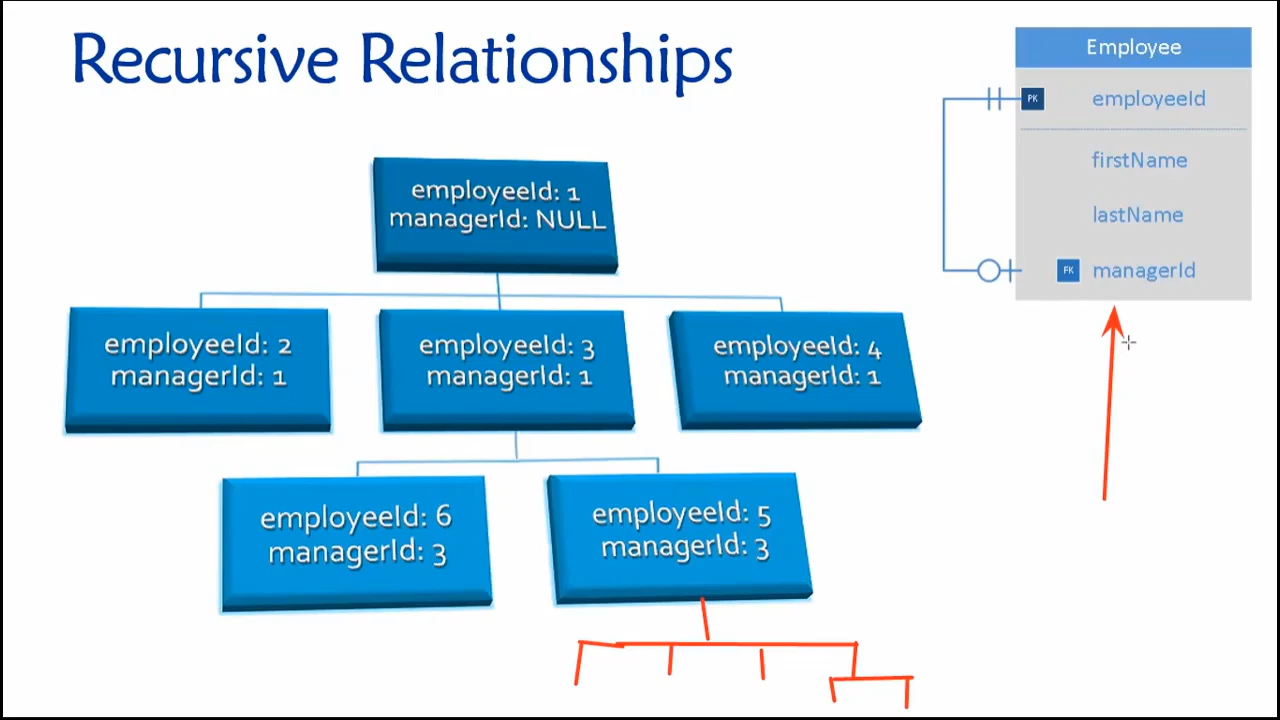 Recursive Relationships
Employee
PK employeeId
firstName
lastName
FK managerId
employeeId: 1
managerId: NULL
employeeId: 2
managerId: 1
employeeId: 3
managerId: 1
employeeId: 4
managerId: 1
employeeId: 6
managerId: 3
employeeId: 5
managerId: 3